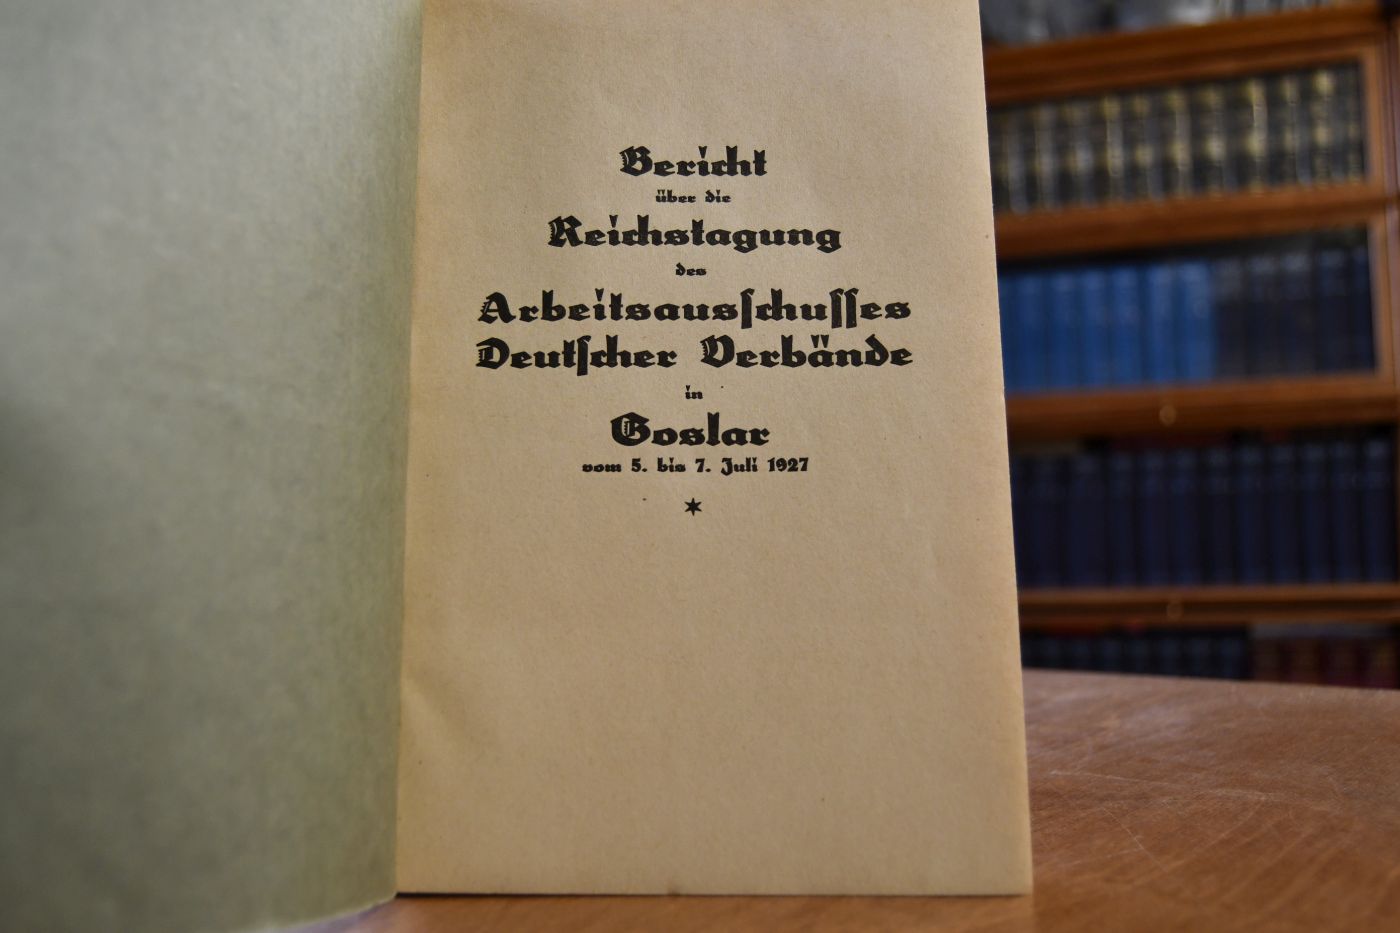 Bericht
über die
Reichstagung
des
Arbeitsausſchuſſes
Deutſcher Verbände
in
Goslar
vom 5. bis 7. Juli 1927